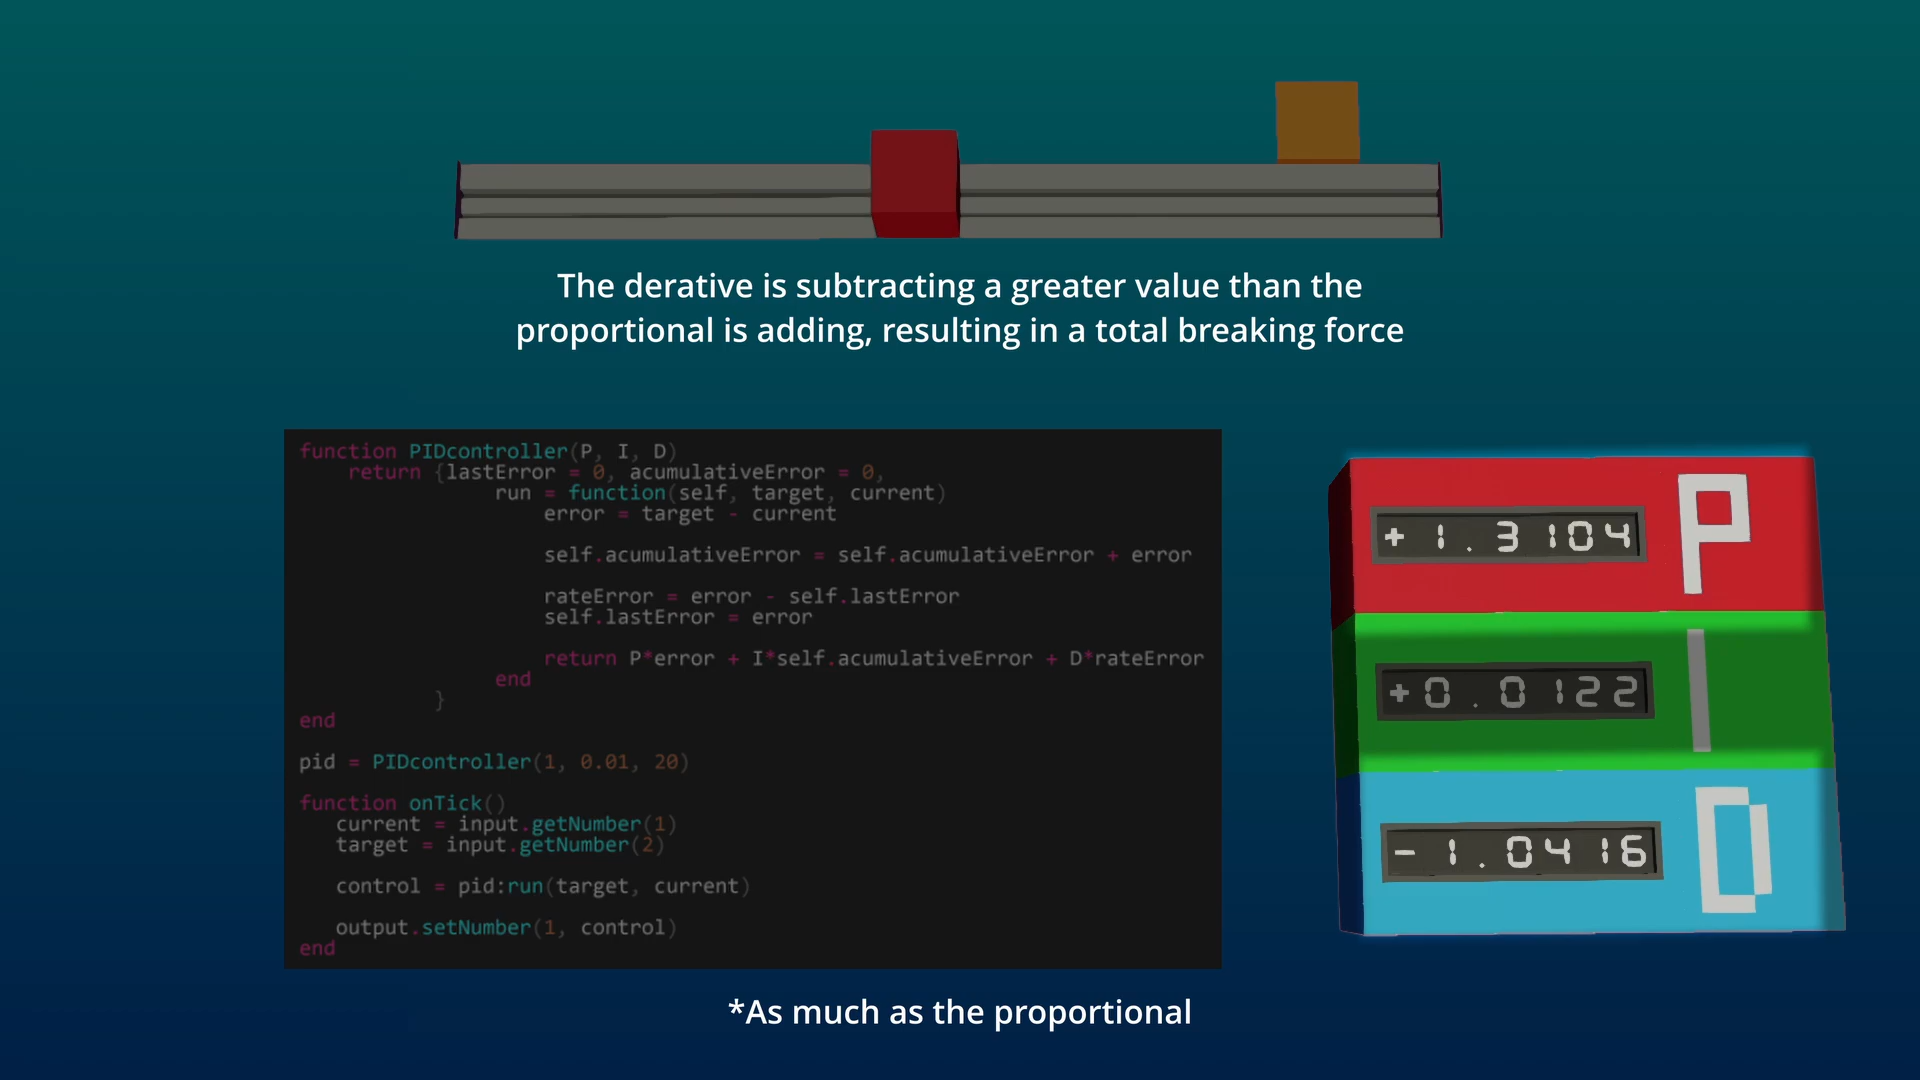 The derative is subtracting a greater value than the
proportional is adding, resulting in a total breaking force
function PIDcontroller(P, I, D)
    return {lastError = 0, acumulativeError = 0,
                run = function(self, target, current)
                    error = target - current
                    self.acumulativeError = self.acumulativeError + error
                    rateError = error - self.lastError
                    self.lastError = error
                    return P*error + I*self.acumulativeError + D*rateError
                end
           }
end
pid = PIDcontroller(1, 0.01, 20)
function onTick()
   current = input.getNumber(1)
   target = input.getNumber(2)
   control = pid:run(target, current)
   output.setNumber(1, control)
end
+1.3104 P
+0.0122 I
-1.0416 D
*As much as the proportional